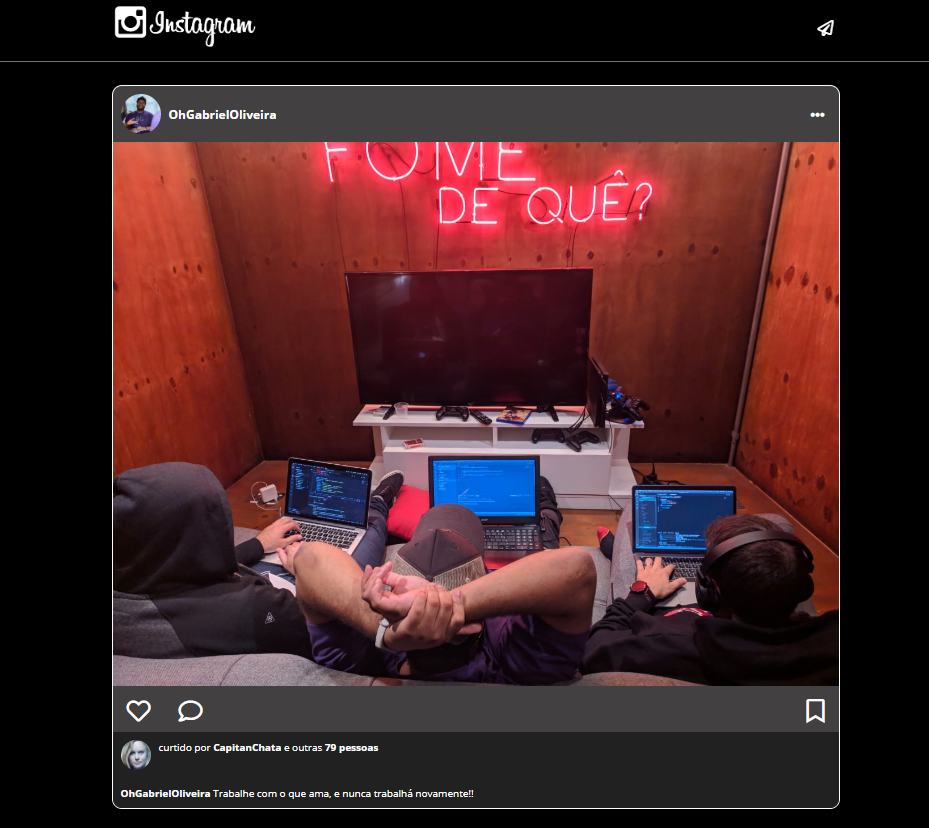 Instagram
OhGabrielOliveira
FOME
DE QUÊ?
curtido por CapitanChata e outras 79 pessoas
OhGabrielOliveira Trabalhe com o que ama, e nunca trabalhá novamente!!